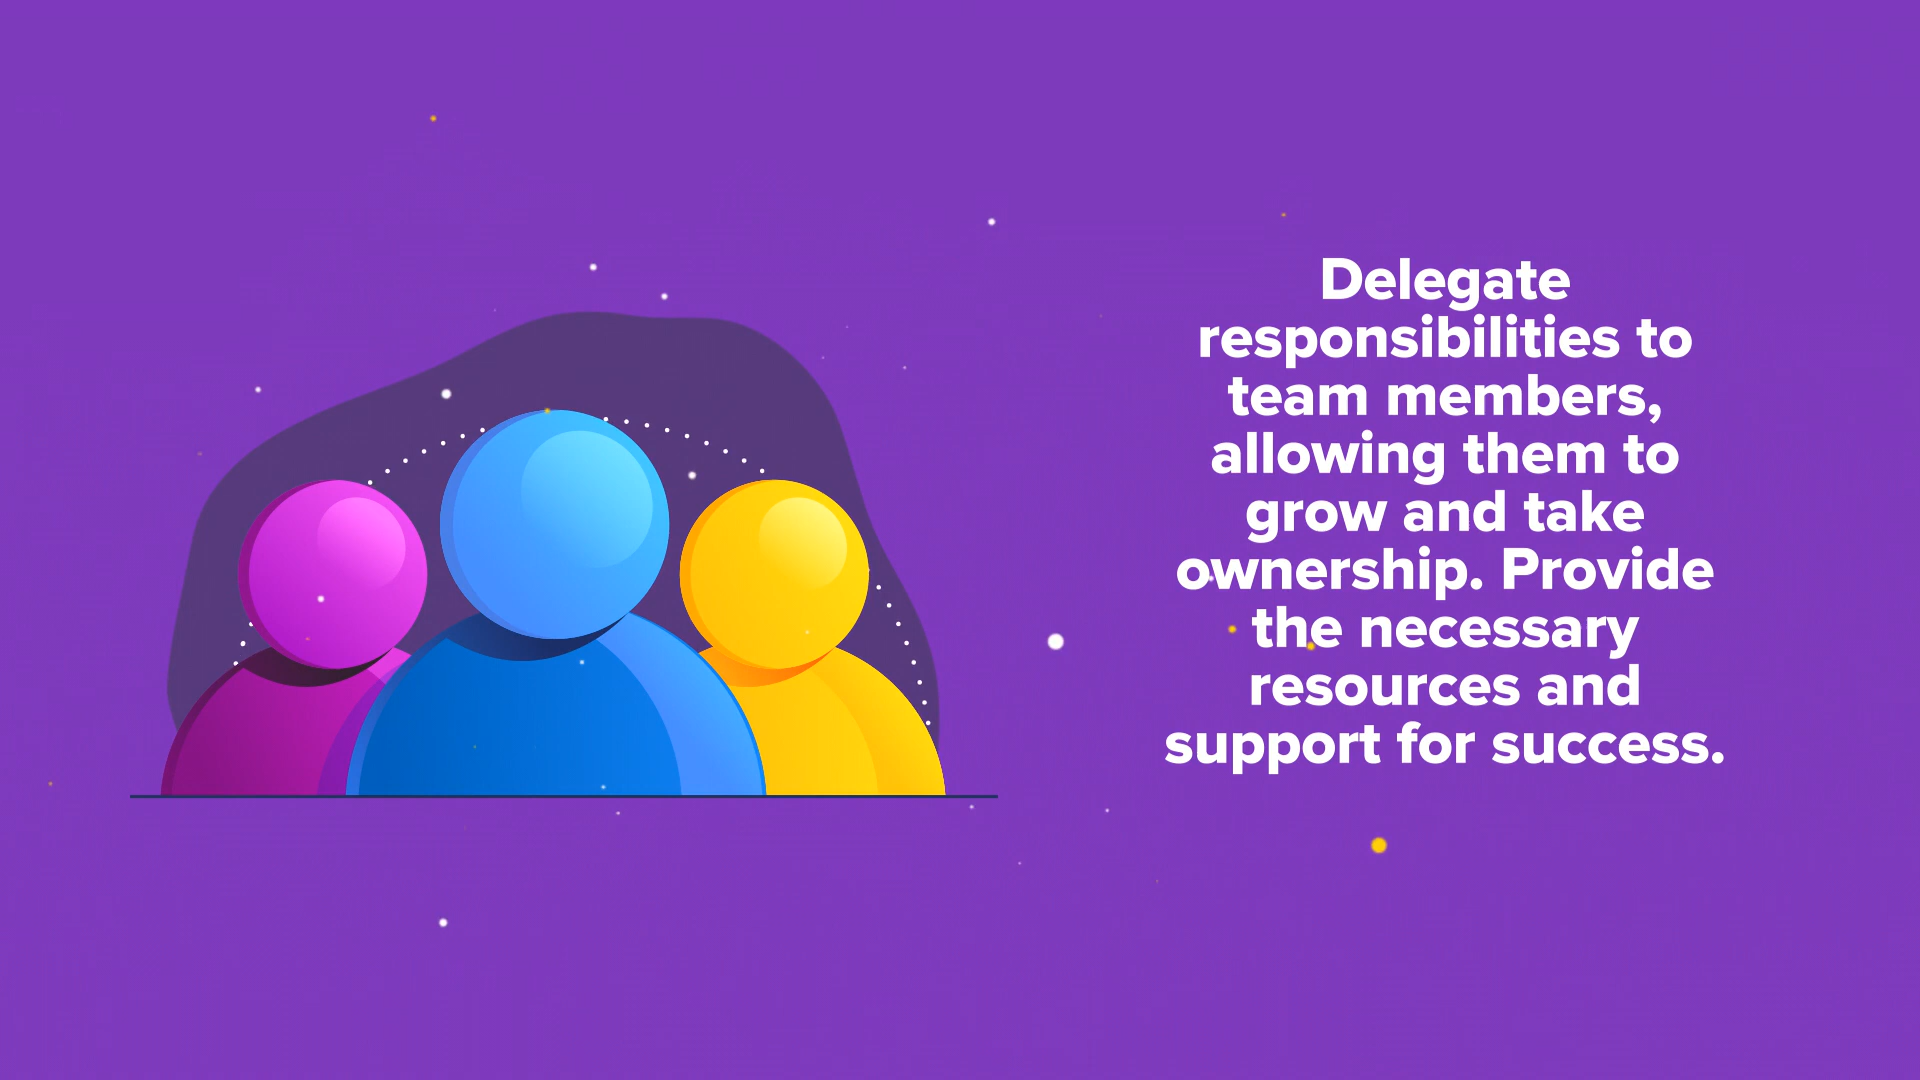 Delegate
responsibilities to
team members,
allowing them to
grow and take
ownership. Provide
the necessary
resources and
support for success.